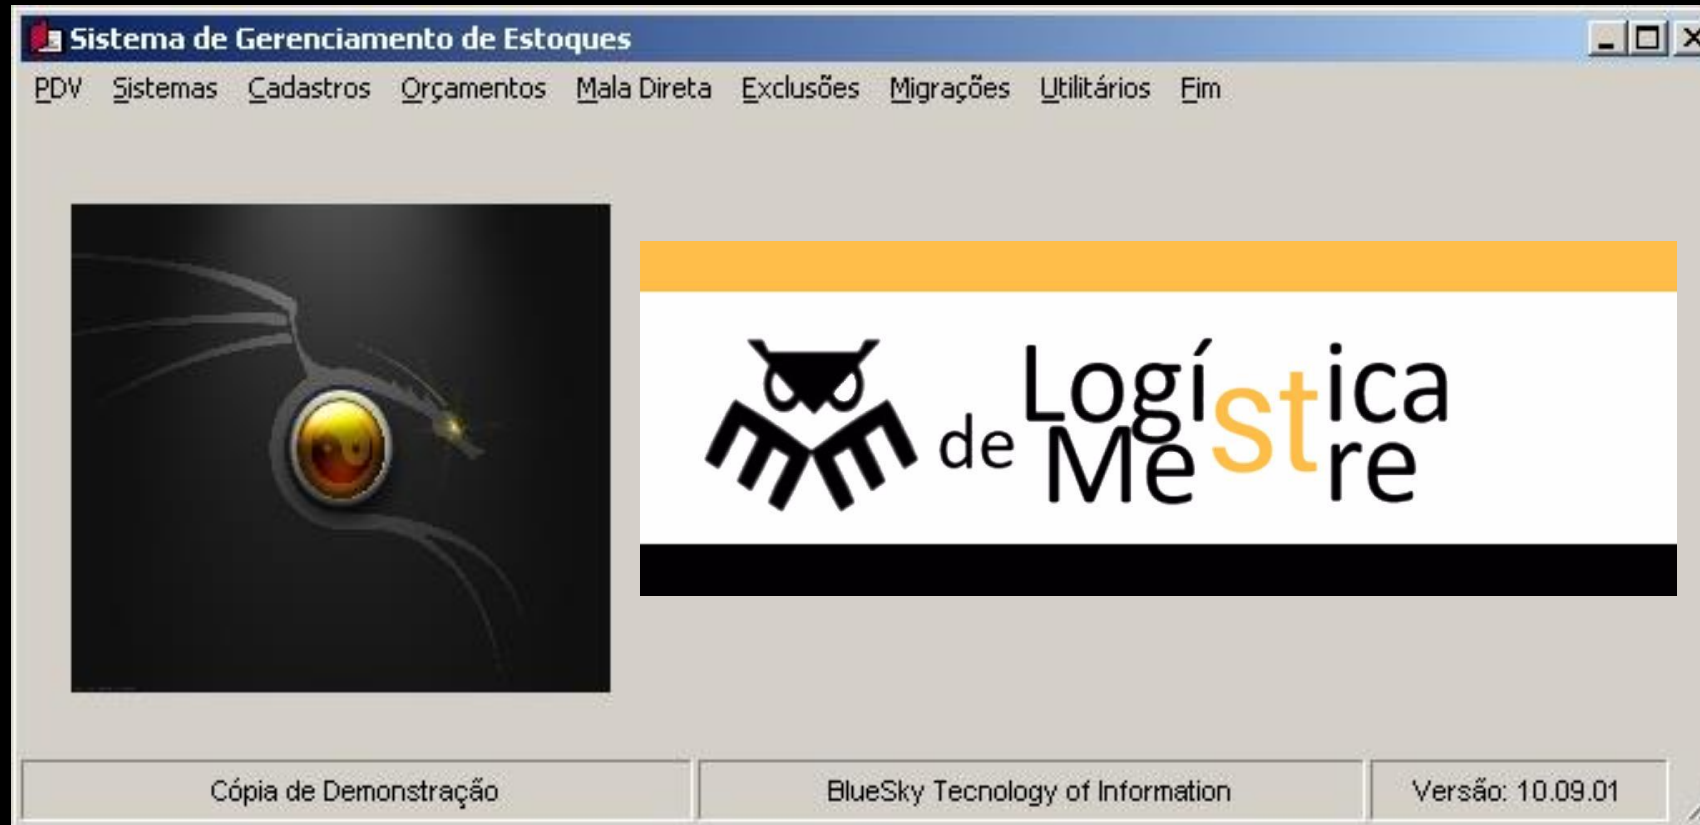 Sistema de Gerenciamento de Estoques
PDV Sistemas Cadastros Orçamentos Mala Direta Exclusões Migrações Utilitários Fim
de Logística
Mestre
Cópia de Demonstração
BlueSky Tecnology of Information
Versão: 10.09.01